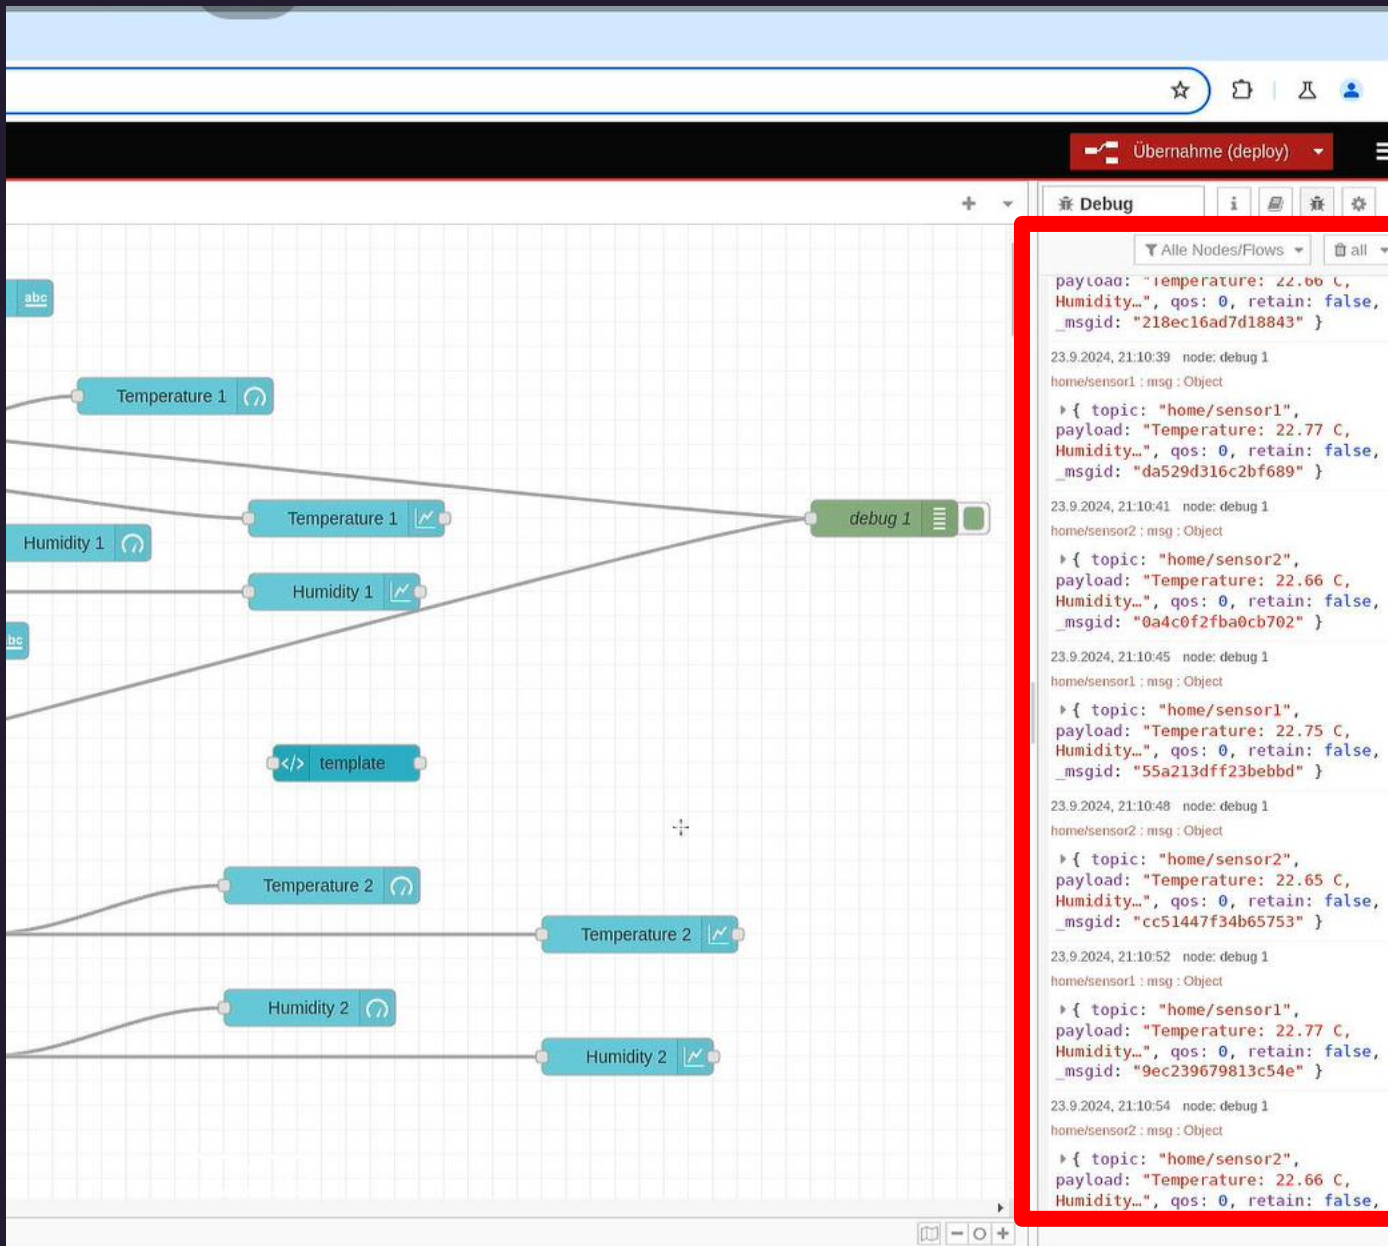 Übernahme (deploy)
Debug
i
Alle Nodes/Flows
all
abc
Temperature 1
Temperature 1
Humidity 1
Humidity 1
bc
debug 1
</> template
Temperature 2
Temperature 2
Humidity 2
Humidity 2
payload: "Temperature: 22.66 C,
Humidity…", qos: 0, retain: false,
_msgid: "218ec16ad7d18843" }
23.9.2024, 21:10:39 node: debug 1
home/sensor1 : msg : Object
{ topic: "home/sensor1",
payload: "Temperature: 22.77 C,
Humidity…", qos: 0, retain: false,
_msgid: "da529d316c2bf689" }
23.9.2024, 21:10:41 node: debug 1
home/sensor2 : msg : Object
{ topic: "home/sensor2",
payload: "Temperature: 22.66 C,
Humidity…", qos: 0, retain: false,
_msgid: "0a4c0f2fba0cb702" }
23.9.2024, 21:10:45 node: debug 1
home/sensor1 : msg : Object
{ topic: "home/sensor1",
payload: "Temperature: 22.75 C,
Humidity…", qos: 0, retain: false,
_msgid: "55a213dff23bebbd" }
23.9.2024, 21:10:48 node: debug 1
home/sensor2 : msg : Object
{ topic: "home/sensor2",
payload: "Temperature: 22.65 C,
Humidity…", qos: 0, retain: false,
_msgid: "cc51447f34b65753" }
23.9.2024, 21:10:52 node: debug 1
home/sensor1 : msg : Object
{ topic: "home/sensor1",
payload: "Temperature: 22.77 C,
Humidity…", qos: 0, retain: false,
_msgid: "9ec239679813c54e" }
23.9.2024, 21:10:54 node: debug 1
home/sensor2 : msg : Object
{ topic: "home/sensor2",
payload: "Temperature: 22.66 C,
Humidity…", qos: 0, retain: false,